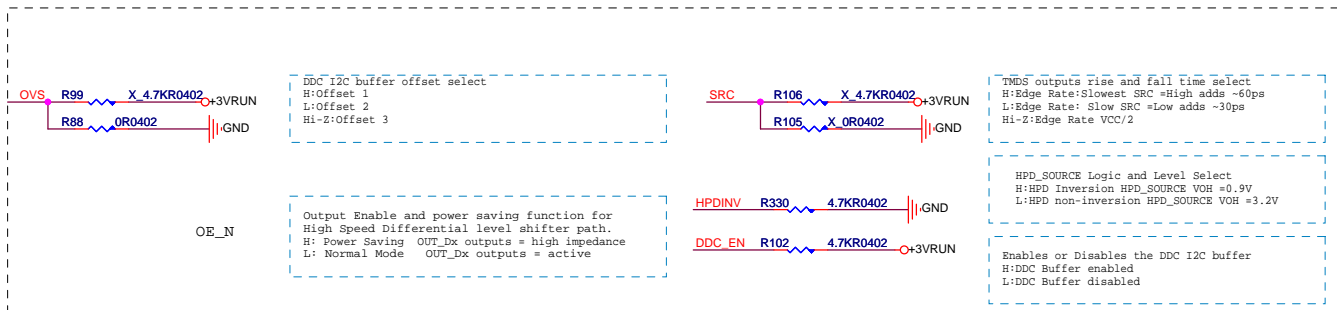 OVS R99 X_4.7KR0402 +3VRUN
R88 0R0402 GND
DDC I2C buffer offset select
H:Offset 1
L:Offset 2
Hi-Z:Offset 3
SRC R106 X_4.7KR0402 +3VRUN
R105 X_0R0402 GND
TMDS outputs rise and fall time select
H:Edge Rate:Slowest SRC =High adds ~60ps
L:Edge Rate: Slow SRC =Low adds ~30ps
Hi-Z:Edge Rate VCC/2
OE_N
Output Enable and power saving function for
High Speed Differential level shifter path.
H: Power Saving OUT_Dx outputs = high impedance
L: Normal Mode OUT_Dx outputs = active
HPDINV R330 4.7KR0402 GND
DDC_EN R102 4.7KR0402 +3VRUN
HPD_SOURCE Logic and Level Select
H:HPD Inversion HPD_SOURCE VOH =0.9V
L:HPD non-inversion HPD_SOURCE VOH =3.2V
Enables or Disables the DDC I2C buffer
H:DDC Buffer enabled
L:DDC Buffer disabled